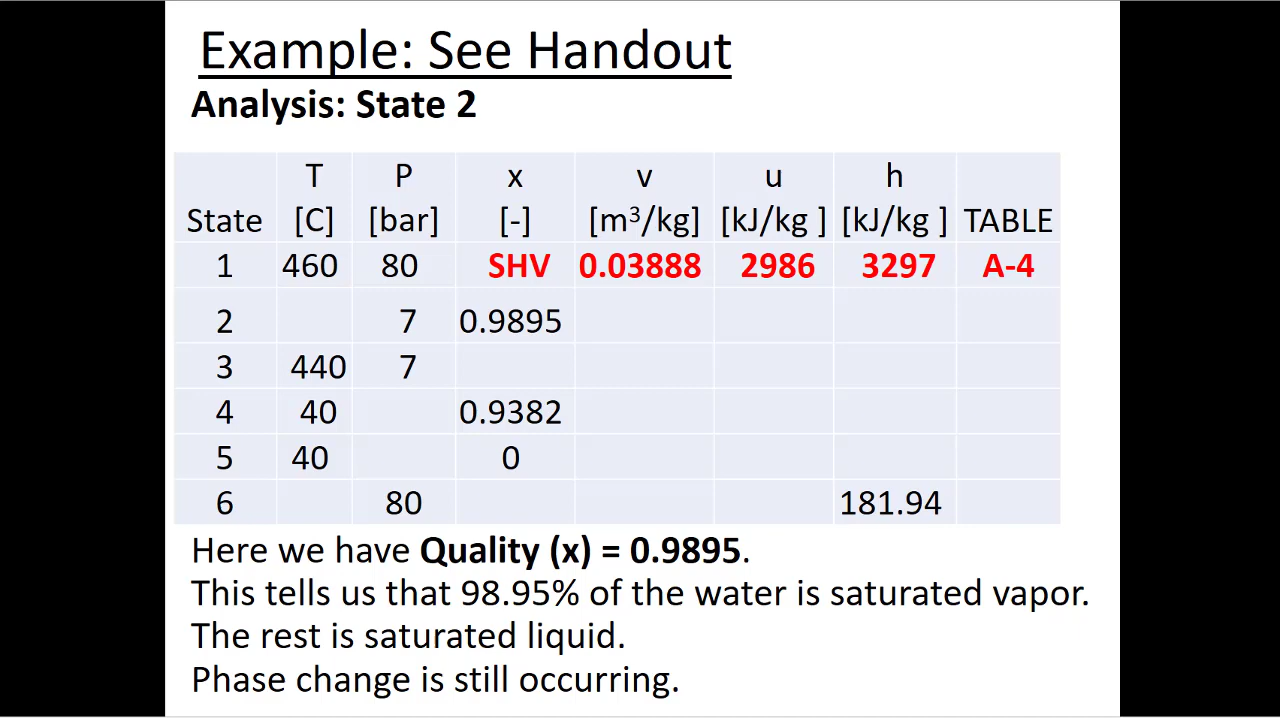 Example: See Handout
Analysis: State 2
T P x v u h
State [C] [bar] [-] [m³/kg] [kJ/kg ] [kJ/kg ] TABLE
1 460 80 SHV 0.03888 2986 3297 A-4
2 7 0.9895
3 440 7
4 40 0.9382
5 40 0
6 80 181.94
Here we have Quality (x) = 0.9895.
This tells us that 98.95% of the water is saturated vapor.
The rest is saturated liquid.
Phase change is still occurring.